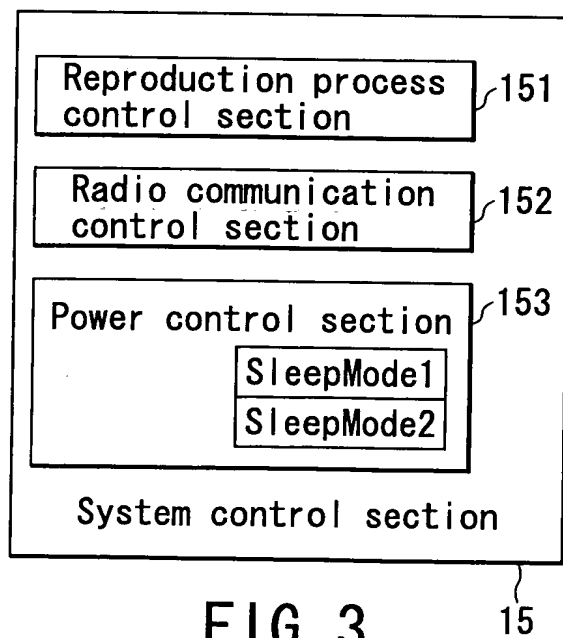 Reproduction process
control section
151
Radio communication
control section
152
Power control section
153
SleepMode1
SleepMode2
System control section
15
FIG.3